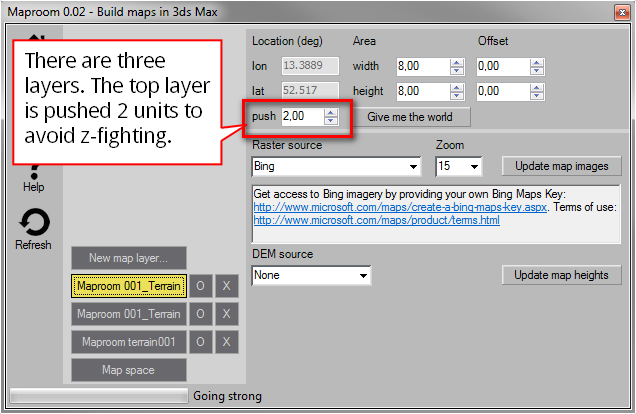 Maproom 0.02 - Build maps in 3ds Max
There are three
layers. The top layer
is pushed 2 units to
avoid z-fighting.
Help
Refresh
New map layer...
Maproom 001_Terrain O X
Maproom 001_Terrain O X
Maproom terrain001 O X
Map space
Location (deg) Area Offset
lon 13.3889 width 8,00 0,00
lat 52.517 height 8,00 0,00
push 2,00 Give me the world
Raster source Zoom
Bing 15 Update map images
Get access to Bing imagery by providing your own Bing Maps Key:
http://www.microsoft.com/maps/create-a-bing-maps-key.aspx. Terms of use:
http://www.microsoft.com/maps/product/terms.html
DEM source
None Update map heights
Going strong